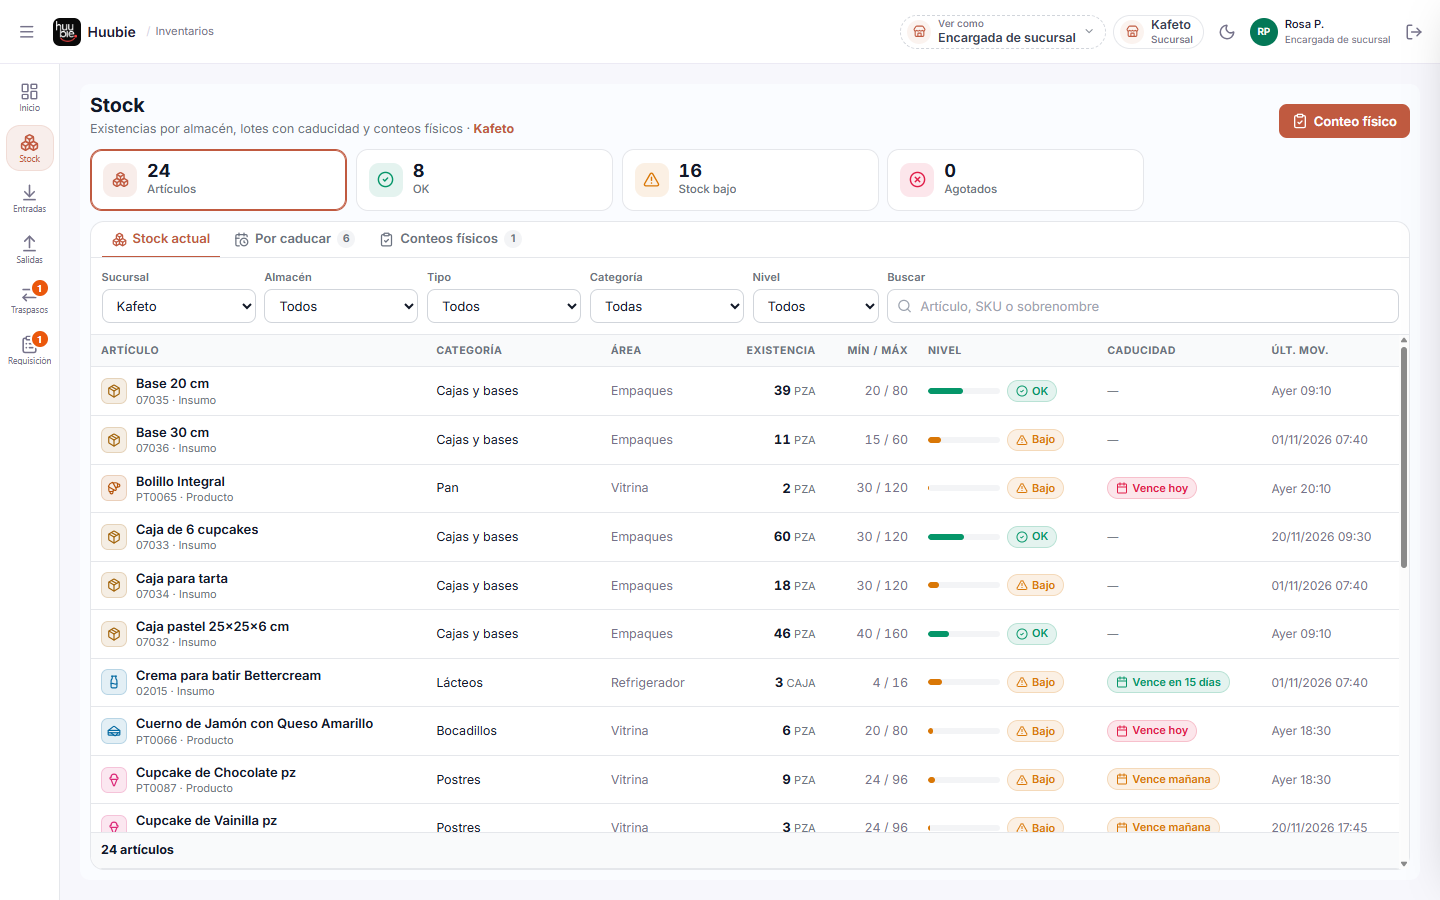 huu
bie
Huubie / Inventarios
Ver como
Encargada de sucursal
Kafeto
Sucursal
RP
Rosa P.
Encargada de sucursal
Inicio
Stock
Entradas
Salidas
1
Traspasos
1
Requisición
Stock
Existencias por almacén, lotes con caducidad y conteos físicos · Kafeto
Conteo físico
24
Artículos
8
OK
16
Stock bajo
0
Agotados
Stock actual
Por caducar 6
Conteos físicos 1
Sucursal Almacén Tipo Categoría Nivel Buscar
Kafeto Todos Todos Todas Todos Artículo, SKU o sobrenombre
ARTÍCULO CATEGORÍA ÁREA EXISTENCIA MÍN / MÁX NIVEL CADUCIDAD ÚLT. MOV.
Base 20 cm
07035 · Insumo
Cajas y bases Empaques 39 PZA 20 / 80 OK — Ayer 09:10
Base 30 cm
07036 · Insumo
Cajas y bases Empaques 11 PZA 15 / 60 Bajo — 01/11/2026 07:40
Bolillo Integral
PT0065 · Producto
Pan Vitrina 2 PZA 30 / 120 Bajo Vence hoy Ayer 20:10
Caja de 6 cupcakes
07033 · Insumo
Cajas y bases Empaques 60 PZA 30 / 120 OK — 20/11/2026 09:30
Caja para tarta
07034 · Insumo
Cajas y bases Empaques 18 PZA 30 / 120 Bajo — 01/11/2026 07:40
Caja pastel 25×25×6 cm
07032 · Insumo
Cajas y bases Empaques 46 PZA 40 / 160 OK — Ayer 09:10
Crema para batir Bettercream
02015 · Insumo
Lácteos Refrigerador 3 CAJA 4 / 16 Bajo Vence en 15 días 01/11/2026 07:40
Cuerno de Jamón con Queso Amarillo
PT0066 · Producto
Bocadillos Vitrina 6 PZA 20 / 80 Bajo Vence hoy Ayer 18:30
Cupcake de Chocolate pz
PT0087 · Producto
Postres Vitrina 9 PZA 24 / 96 Bajo Vence mañana Ayer 18:30
Cupcake de Vainilla pz
Postres Vitrina 3 PZA 24 / 96 Bajo Vence mañana 20/11/2026 17:45
24 artículos